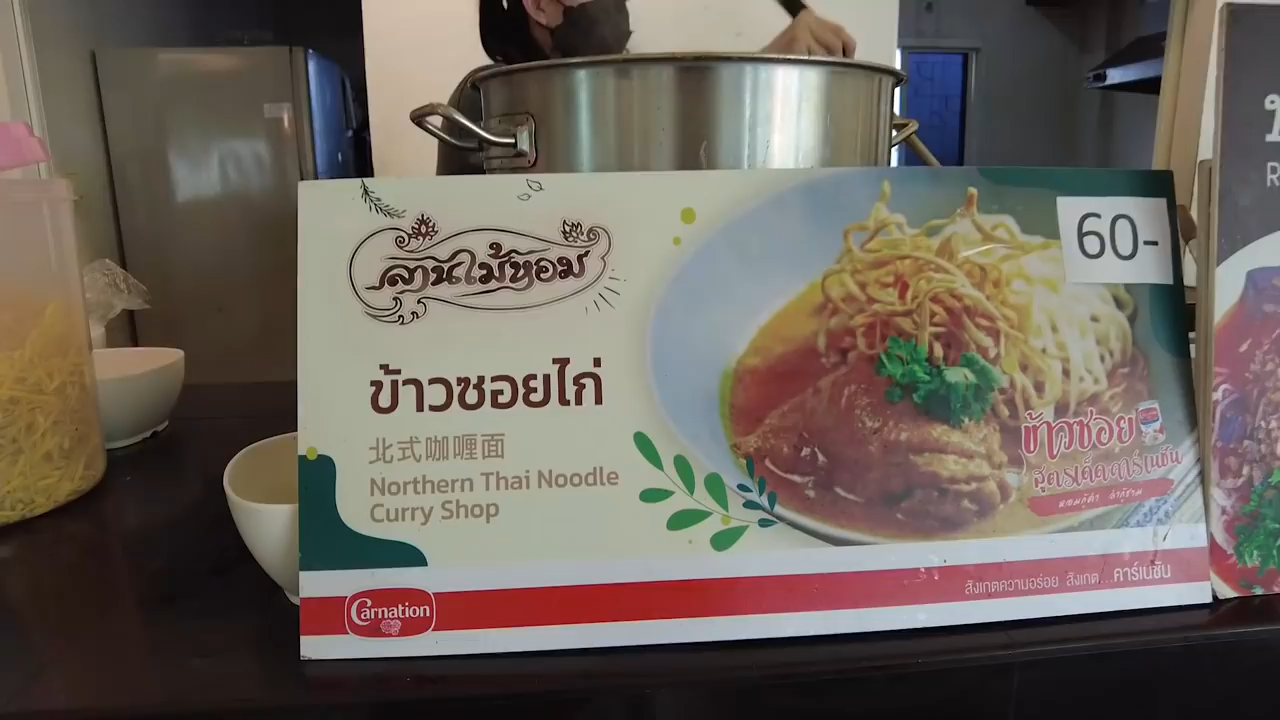 ลานไม้หอม
60-
ข้าวซอยไก่
北式咖喱面
Northern Thai Noodle
Curry Shop
ข้าวซอย
สูตรเด็ดคาร์เนชัน
Carnation
สังเกตความอร่อย สังเกต...คาร์เนชัน
R